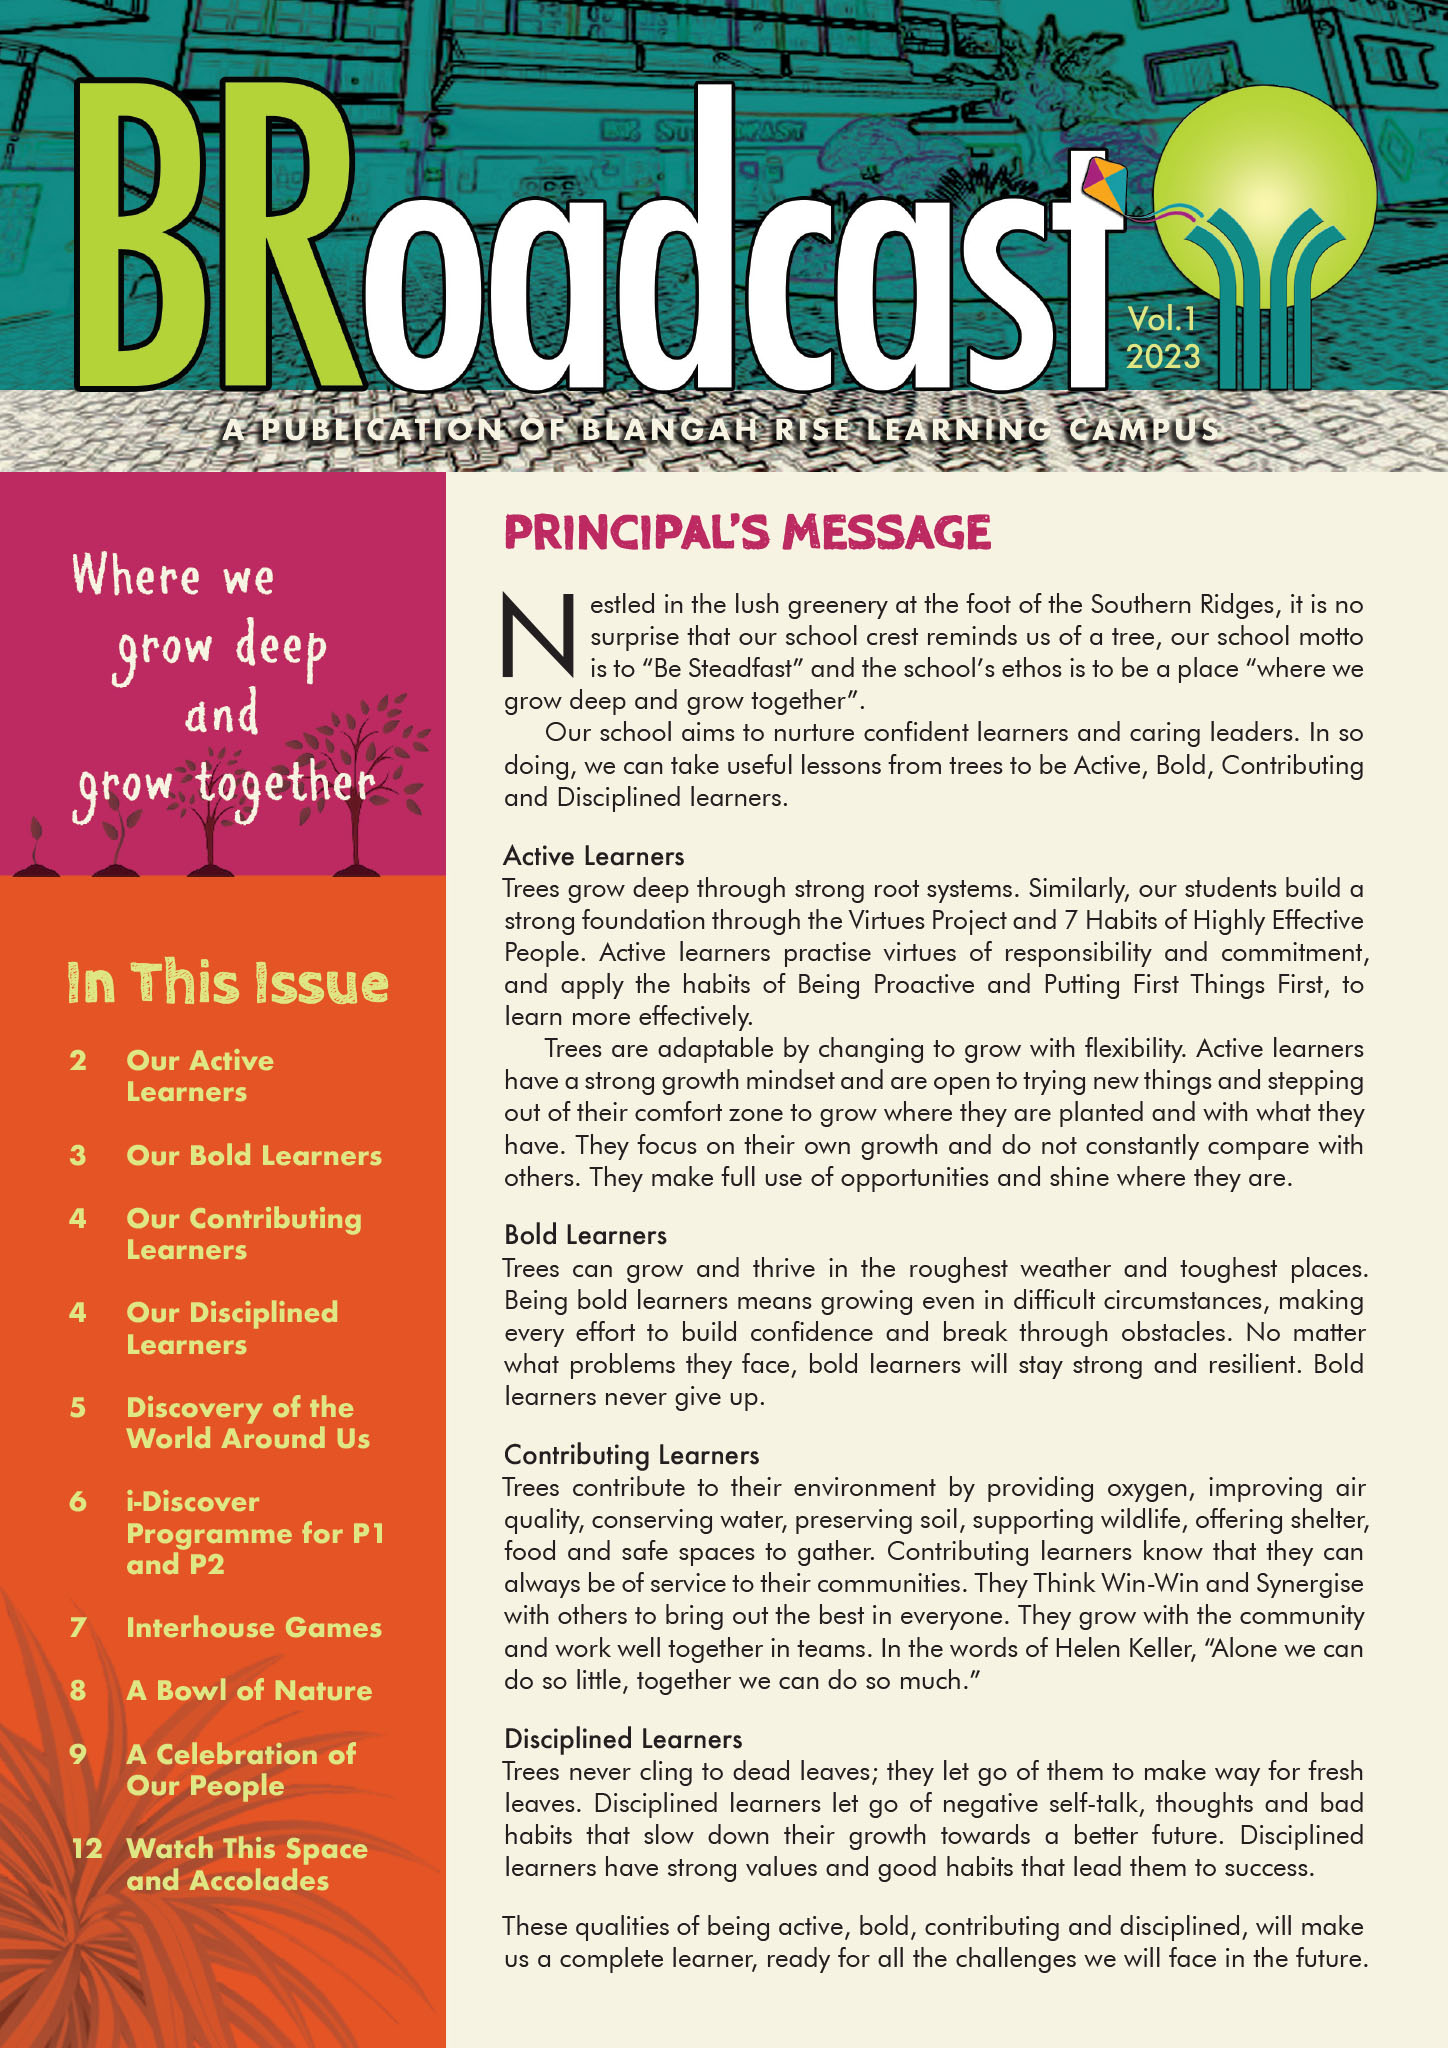 BRoadcast
Vol.1
2023
A PUBLICATION OF BLANGAH RISE LEARNING CAMPUS
Where we
grow deep
and
grow together
In This Issue
2 Our Active
Learners
3 Our Bold Learners
4 Our Contributing
Learners
4 Our Disciplined
Learners
5 Discovery of the
World Around Us
6 i-Discover
Programme for P1
and P2
7 Interhouse Games
8 A Bowl of Nature
9 A Celebration of
Our People
12 Watch This Space
and Accolades
PRINCIPAL'S MESSAGE
Nestled in the lush greenery at the foot of the Southern Ridges, it is no
surprise that our school crest reminds us of a tree, our school motto
is to “Be Steadfast” and the school’s ethos is to be a place “where we
grow deep and grow together”.
Our school aims to nurture confident learners and caring leaders. In so
doing, we can take useful lessons from trees to be Active, Bold, Contributing
and Disciplined learners.
Active Learners
Trees grow deep through strong root systems. Similarly, our students build a
strong foundation through the Virtues Project and 7 Habits of Highly Effective
People. Active learners practise virtues of responsibility and commitment,
and apply the habits of Being Proactive and Putting First Things First, to
learn more effectively.
Trees are adaptable by changing to grow with flexibility. Active learners
have a strong growth mindset and are open to trying new things and stepping
out of their comfort zone to grow where they are planted and with what they
have. They focus on their own growth and do not constantly compare with
others. They make full use of opportunities and shine where they are.
Bold Learners
Trees can grow and thrive in the roughest weather and toughest places.
Being bold learners means growing even in difficult circumstances, making
every effort to build confidence and break through obstacles. No matter
what problems they face, bold learners will stay strong and resilient. Bold
learners never give up.
Contributing Learners
Trees contribute to their environment by providing oxygen, improving air
quality, conserving water, preserving soil, supporting wildlife, offering shelter,
food and safe spaces to gather. Contributing learners know that they can
always be of service to their communities. They Think Win-Win and Synergise
with others to bring out the best in everyone. They grow with the community
and work well together in teams. In the words of Helen Keller, “Alone we can
do so little, together we can do so much.”
Disciplined Learners
Trees never cling to dead leaves; they let go of them to make way for fresh
leaves. Disciplined learners let go of negative self-talk, thoughts and bad
habits that slow down their growth towards a better future. Disciplined
learners have strong values and good habits that lead them to success.
These qualities of being active, bold, contributing and disciplined, will make
us a complete learner, ready for all the challenges we will face in the future.